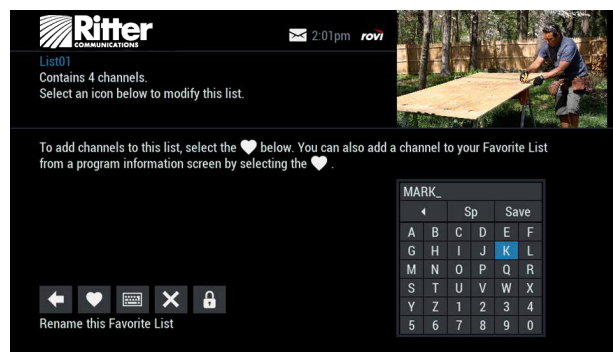 Ritter
COMMUNICATIONS
2:01pm rovi
List01
Contains 4 channels.
Select an icon below to modify this list.
To add channels to this list, select the below. You can also add a channel to your Favorite List
from a program information screen by selecting the .
MARK_
Sp Save
A B C D E F
G H I J K L
M N O P Q R
S T U V W X
Y Z 1 2 3 4
5 6 7 8 9 0
Rename this Favorite List